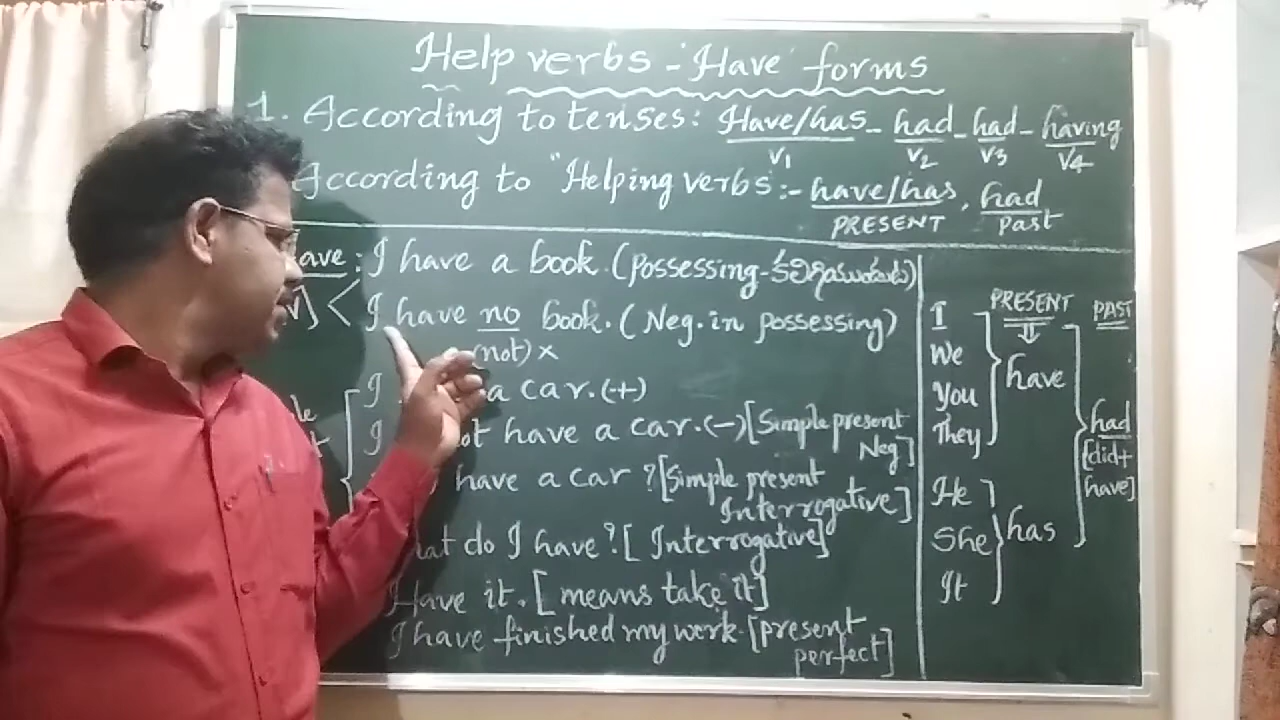 Help verbs - 'Have' forms
1. According to tenses: Have/has - had - had - having
V1 V2 V3 V4
According to "Helping verbs":- have/has, had
PRESENT past
ave: I have a book. (possessing-
I have no book. (Neg. in possessing)
(not) ×
I a car. (+)
I ot have a car. (−) [Simple present
Neg]
have a car ? [Simple present
Interrogative]
hat do I have? [Interrogative]
Have it. [means take it]
I have finished my work. [present
perfect]
PRESENT PAST
⇓
I
We
You
They
have
He
She
It
has
had
[did+
have]